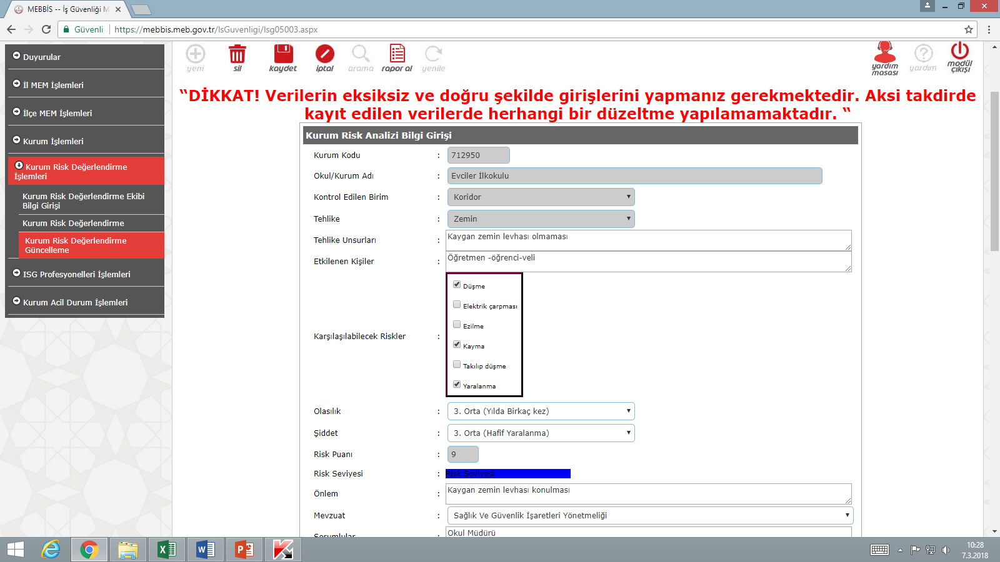 MEBBİS -- İş Güvenliği M
Güvenli
https://mebbis.meb.gov.tr/IsGuvenligi/Isg05003.aspx
Duyurular
İl MEM İşlemleri
İlçe MEM İşlemleri
Kurum İşlemleri
Kurum Risk Değerlendirme
İşlemleri
Kurum Risk Değerlendirme Ekibi
Bilgi Girişi
Kurum Risk Değerlendirme
Kurum Risk Değerlendirme
Güncelleme
ISG Profesyonelleri İşlemleri
Kurum Acil Durum İşlemleri
yeni
sil
kaydet
iptal
arama
rapor al
yenile
yardım
masası
yardım
modül
çıkışı
“DİKKAT! Verilerin eksiksiz ve doğru şekilde girişlerini yapmanız gerekmektedir. Aksi takdirde
kayıt edilen verilerde herhangi bir düzeltme yapılamamaktadır. “
Kurum Risk Analizi Bilgi Girişi
Kurum Kodu : 712950
Okul/Kurum Adı : Evciler İlkokulu
Kontrol Edilen Birim : Koridor
Tehlike : Zemin
Tehlike Unsurları : Kaygan zemin levhası olmaması
Etkilenen Kişiler : Öğretmen -öğrenci-veli
Karşılaşılabilecek Riskler :
Düşme
Elektrik çarpması
Ezilme
Kayma
Takılıp düşme
Yaralanma
Olasılık : 3. Orta (Yılda Birkaç kez)
Şiddet : 3. Orta (Hafif Yaralanma)
Risk Puanı : 9
Risk Seviyesi : Risk Seviyesi
Önlem : Kaygan zemin levhası konulması
Mevzuat : Sağlık Ve Güvenlik İşaretleri Yönetmeliği
Sorumlular : Okul Müdürü
10:28
7.3.2018